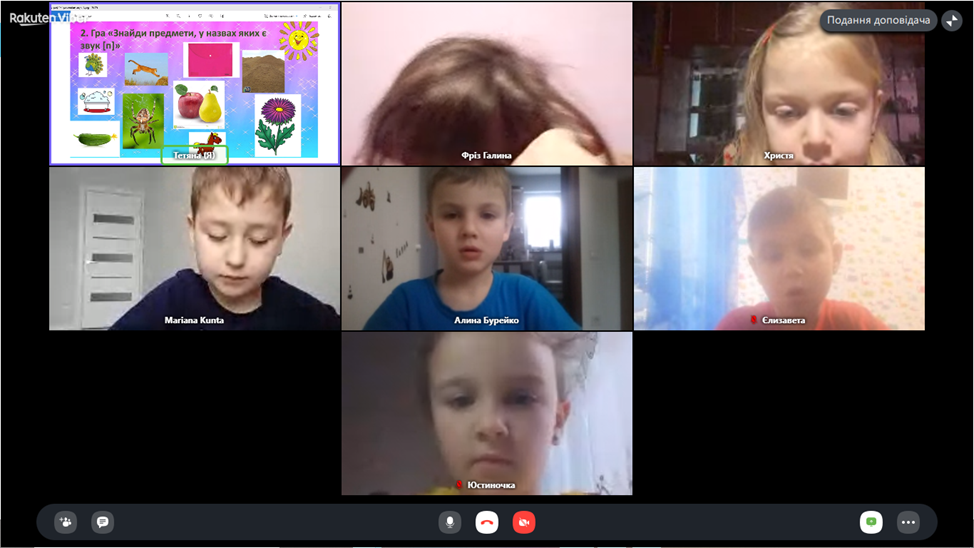 Rakuten Viber
Подання доповідача
2. Гра «Знайди предмети, у назвах яких є
звук [п]»
Тетяна (Я)
Фріз Галина
Христя
Mariana Kunta
Алина Бурейко
Єлизавета
Юстиночка